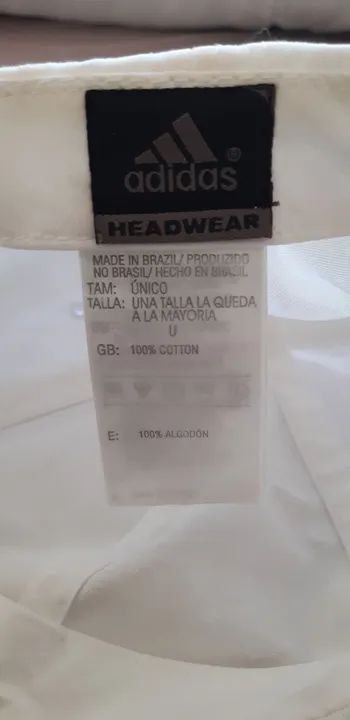 adidas®
HEADWEAR
MADE IN BRAZIL/ PRODUZIDO
NO BRASIL/ HECHO EN BRASIL
TAM: ÚNICO
TALLA: UNA TALLA LA QUEDA
A LA MAYORIA
U
GB: 100% COTTON
E: 100% ALGODÓN